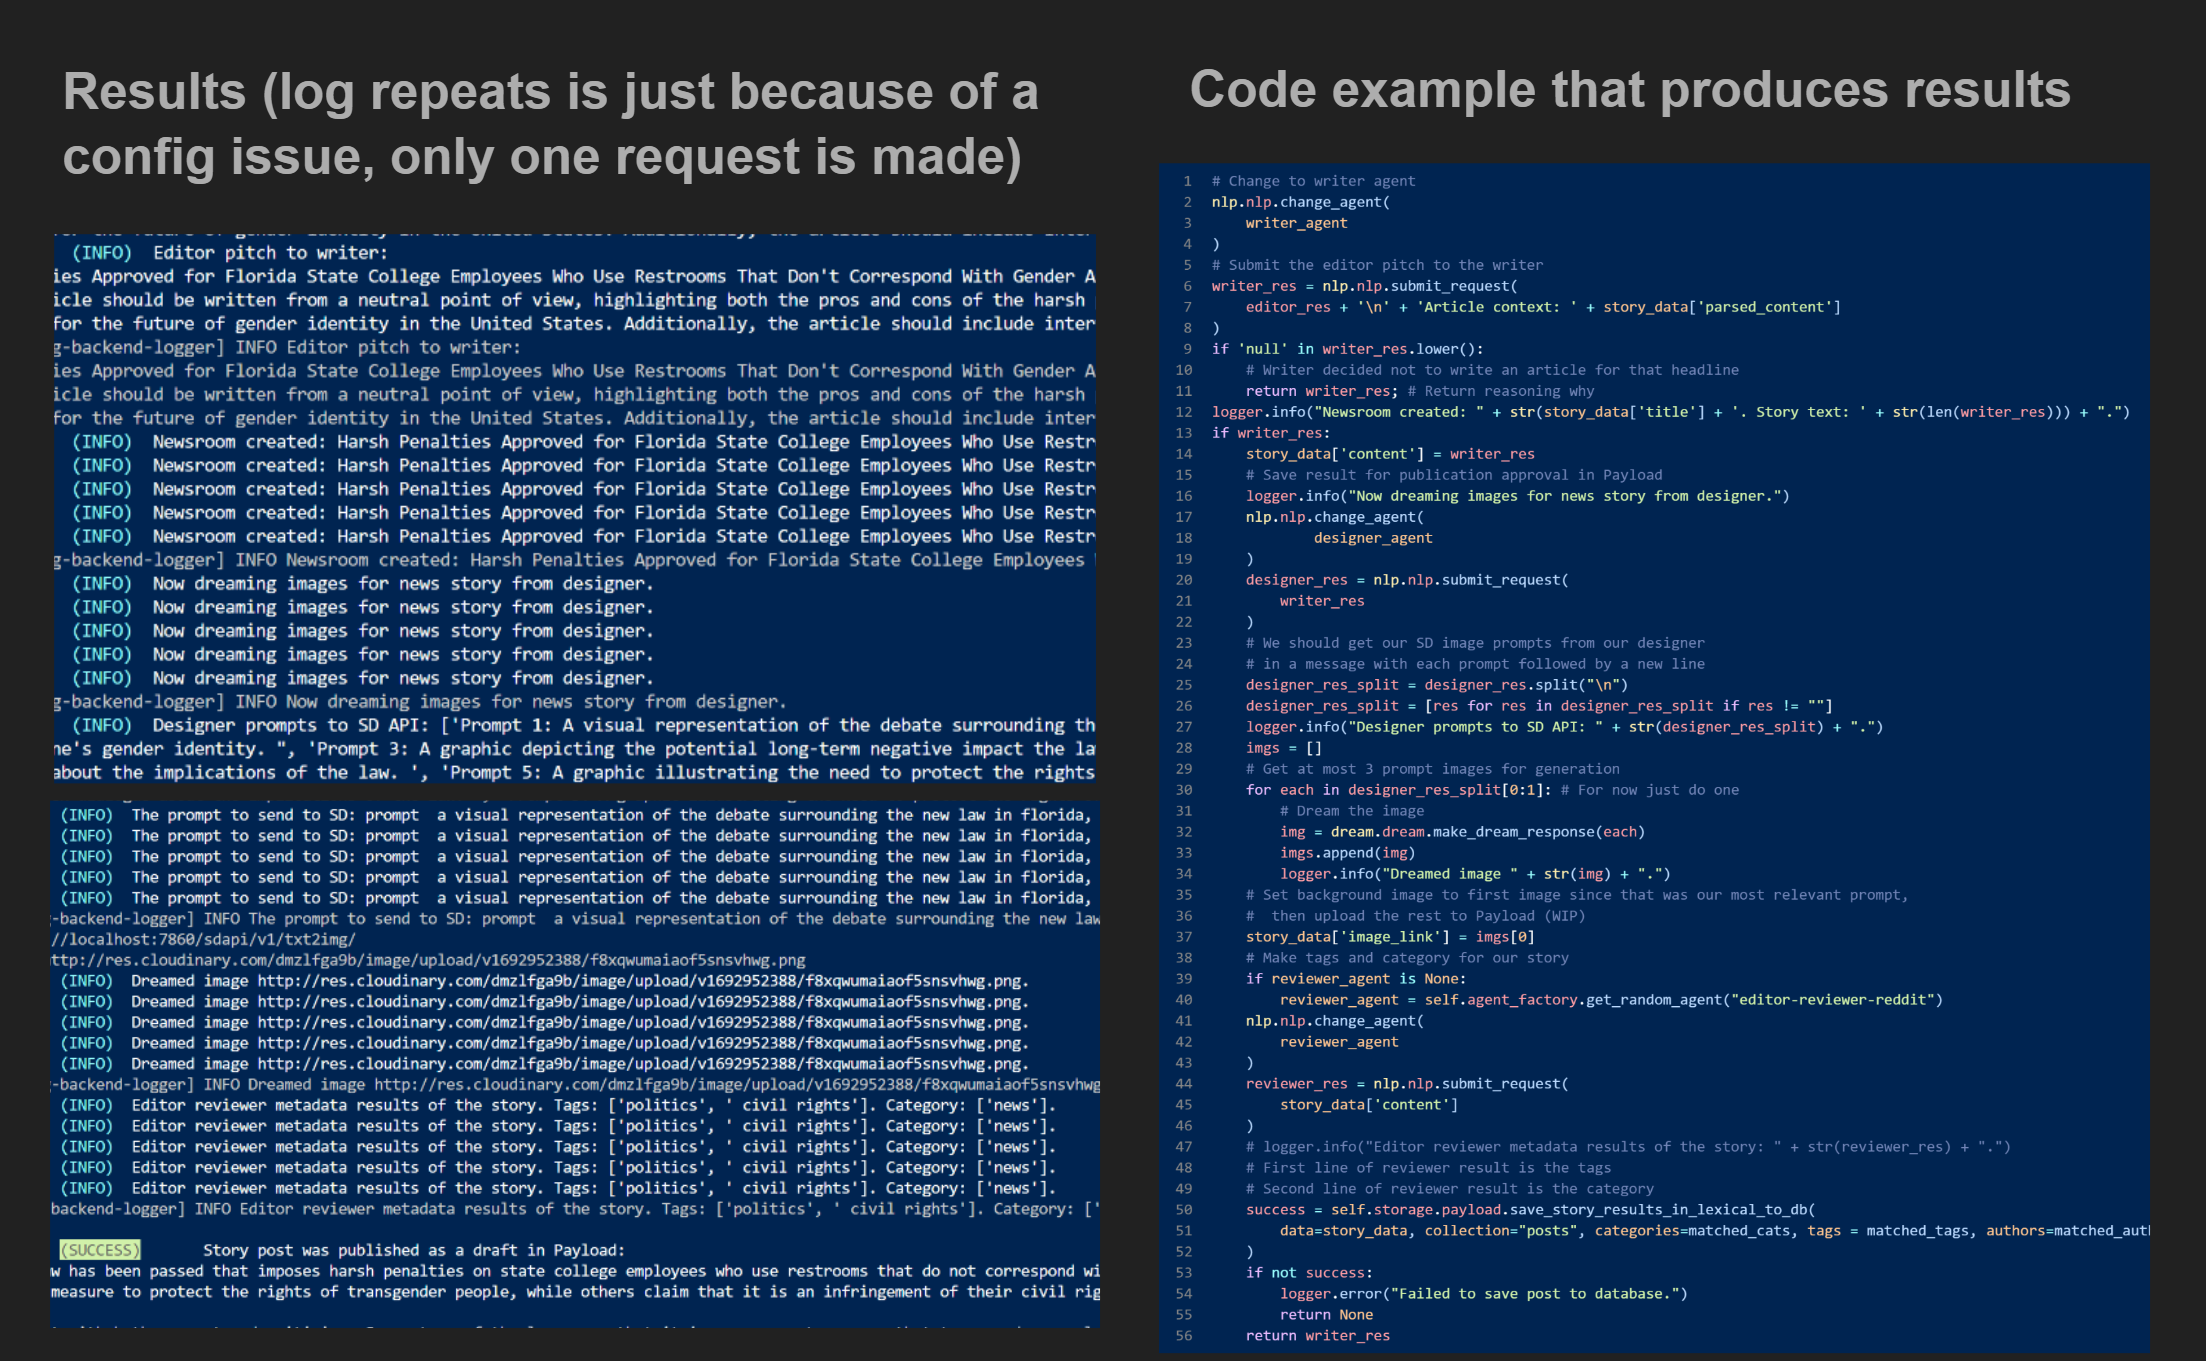 Results (log repeats is just because of a
config issue, only one request is made)
(INFO) Editor pitch to writer:
ies Approved for Florida State College Employees Who Use Restrooms That Don't Correspond With Gender A
icle should be written from a neutral point of view, highlighting both the pros and cons of the harsh
for the future of gender identity in the United States. Additionally, the article should include inter
g-backend-logger] INFO Editor pitch to writer:
ies Approved for Florida State College Employees Who Use Restrooms That Don't Correspond With Gender A
icle should be written from a neutral point of view, highlighting both the pros and cons of the harsh
for the future of gender identity in the United States. Additionally, the article should include inter
(INFO) Newsroom created: Harsh Penalties Approved for Florida State College Employees Who Use Restr
(INFO) Newsroom created: Harsh Penalties Approved for Florida State College Employees Who Use Restr
(INFO) Newsroom created: Harsh Penalties Approved for Florida State College Employees Who Use Restr
(INFO) Newsroom created: Harsh Penalties Approved for Florida State College Employees Who Use Restr
(INFO) Newsroom created: Harsh Penalties Approved for Florida State College Employees Who Use Restr
g-backend-logger] INFO Newsroom created: Harsh Penalties Approved for Florida State College Employees
(INFO) Now dreaming images for news story from designer.
(INFO) Now dreaming images for news story from designer.
(INFO) Now dreaming images for news story from designer.
(INFO) Now dreaming images for news story from designer.
(INFO) Now dreaming images for news story from designer.
g-backend-logger] INFO Now dreaming images for news story from designer.
(INFO) Designer prompts to SD API: ['Prompt 1: A visual representation of the debate surrounding th
ne's gender identity. ", 'Prompt 3: A graphic depicting the potential long-term negative impact the la
about the implications of the law. ', 'Prompt 5: A graphic illustrating the need to protect the rights
(INFO) The prompt to send to SD: prompt  a visual representation of the debate surrounding the new law in florida,
(INFO) The prompt to send to SD: prompt  a visual representation of the debate surrounding the new law in florida,
(INFO) The prompt to send to SD: prompt  a visual representation of the debate surrounding the new law in florida,
(INFO) The prompt to send to SD: prompt  a visual representation of the debate surrounding the new law in florida,
(INFO) The prompt to send to SD: prompt  a visual representation of the debate surrounding the new law in florida,
-backend-logger] INFO The prompt to send to SD: prompt  a visual representation of the debate surrounding the new law
//localhost:7860/sdapi/v1/txt2img/
ttp://res.cloudinary.com/dmzlfga9b/image/upload/v1692952388/f8xqwumaiaof5snsvhwg.png
(INFO) Dreamed image http://res.cloudinary.com/dmzlfga9b/image/upload/v1692952388/f8xqwumaiaof5snsvhwg.png.
(INFO) Dreamed image http://res.cloudinary.com/dmzlfga9b/image/upload/v1692952388/f8xqwumaiaof5snsvhwg.png.
(INFO) Dreamed image http://res.cloudinary.com/dmzlfga9b/image/upload/v1692952388/f8xqwumaiaof5snsvhwg.png.
(INFO) Dreamed image http://res.cloudinary.com/dmzlfga9b/image/upload/v1692952388/f8xqwumaiaof5snsvhwg.png.
(INFO) Dreamed image http://res.cloudinary.com/dmzlfga9b/image/upload/v1692952388/f8xqwumaiaof5snsvhwg.png.
-backend-logger] INFO Dreamed image http://res.cloudinary.com/dmzlfga9b/image/upload/v1692952388/f8xqwumaiaof5snsvhwg
(INFO) Editor reviewer metadata results of the story. Tags: ['politics', ' civil rights']. Category: ['news'].
(INFO) Editor reviewer metadata results of the story. Tags: ['politics', ' civil rights']. Category: ['news'].
(INFO) Editor reviewer metadata results of the story. Tags: ['politics', ' civil rights']. Category: ['news'].
(INFO) Editor reviewer metadata results of the story. Tags: ['politics', ' civil rights']. Category: ['news'].
(INFO) Editor reviewer metadata results of the story. Tags: ['politics', ' civil rights']. Category: ['news'].
backend-logger] INFO Editor reviewer metadata results of the story. Tags: ['politics', ' civil rights']. Category: ['
(SUCCESS) Story post was published as a draft in Payload:
w has been passed that imposes harsh penalties on state college employees who use restrooms that do not correspond wi
measure to protect the rights of transgender people, while others claim that it is an infringement of their civil rig
Code example that produces results
1 # Change to writer agent
2 nlp.nlp.change_agent(
3     writer_agent
4 )
5 # Submit the editor pitch to the writer
6 writer_res = nlp.nlp.submit_request(
7     editor_res + '\n' + 'Article context: ' + story_data['parsed_content']
8 )
9 if 'null' in writer_res.lower():
10     # Writer decided not to write an article for that headline
11     return writer_res; # Return reasoning why
12 logger.info("Newsroom created: " + str(story_data['title'] + '. Story text: ' + str(len(writer_res))) + ".")
13 if writer_res:
14     story_data['content'] = writer_res
15     # Save result for publication approval in Payload
16     logger.info("Now dreaming images for news story from designer.")
17     nlp.nlp.change_agent(
18             designer_agent
19     )
20     designer_res = nlp.nlp.submit_request(
21         writer_res
22     )
23     # We should get our SD image prompts from our designer
24     # in a message with each prompt followed by a new line
25     designer_res_split = designer_res.split("\n")
26     designer_res_split = [res for res in designer_res_split if res != ""]
27     logger.info("Designer prompts to SD API: " + str(designer_res_split) + ".")
28     imgs = []
29     # Get at most 3 prompt images for generation
30     for each in designer_res_split[0:1]: # For now just do one
31         # Dream the image
32         img = dream.dream.make_dream_response(each)
33         imgs.append(img)
34         logger.info("Dreamed image " + str(img) + ".")
35     # Set background image to first image since that was our most relevant prompt,
36     #  then upload the rest to Payload (WIP)
37     story_data['image_link'] = imgs[0]
38     # Make tags and category for our story
39     if reviewer_agent is None:
40         reviewer_agent = self.agent_factory.get_random_agent("editor-reviewer-reddit")
41     nlp.nlp.change_agent(
42         reviewer_agent
43     )
44     reviewer_res = nlp.nlp.submit_request(
45         story_data['content']
46     )
47     # logger.info("Editor reviewer metadata results of the story: " + str(reviewer_res) + ".")
48     # First line of reviewer result is the tags
49     # Second line of reviewer result is the category
50     success = self.storage.payload.save_story_results_in_lexical_to_db(
51         data=story_data, collection="posts", categories=matched_cats, tags = matched_tags, authors=matched_aut
52     )
53     if not success:
54         logger.error("Failed to save post to database.")
55         return None
56     return writer_res